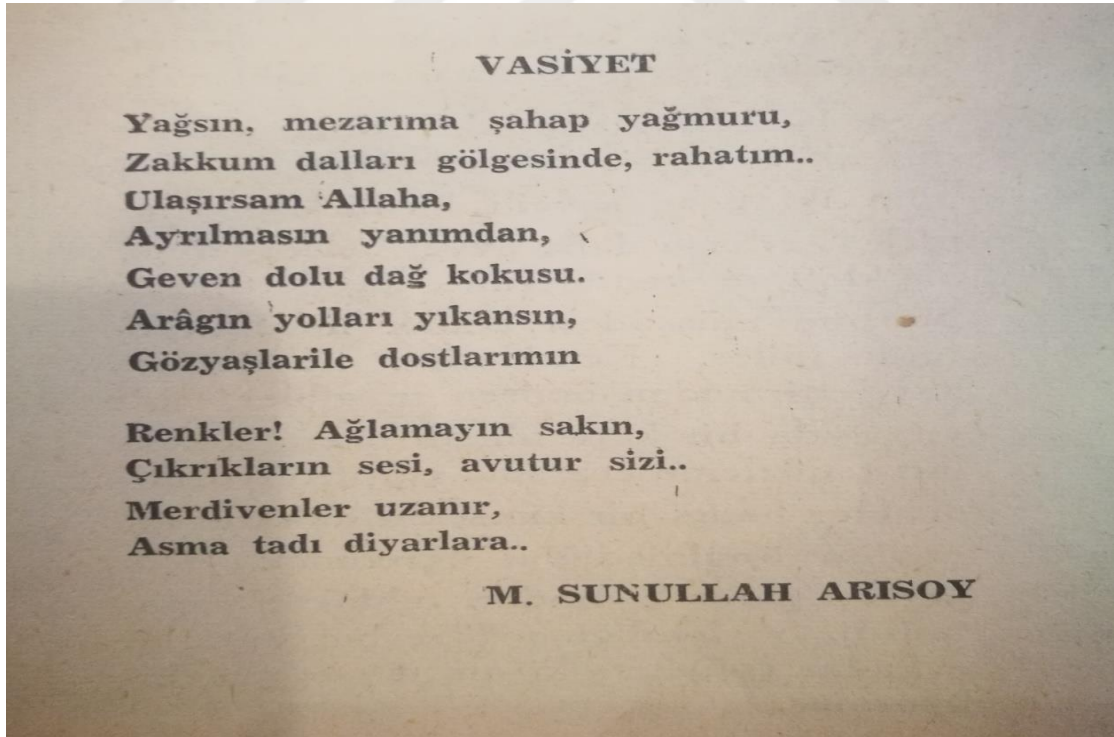 VASİYET
Yağsın, mezarıma şahap yağmuru,
Zakkum dalları gölgesinde, rahatım..
Ulaşırsam Allaha,
Ayrılmasın yanımdan,
Geven dolu dağ kokusu.
Arâgın yolları yıkansın,
Gözyaşlarile dostlarımın
Renkler! Ağlamayın sakın,
Çıkrıkların sesi, avutur sizi..
Merdivenler uzanır,
Asma tadı diyarlara..
M. SUNULLAH ARISOY